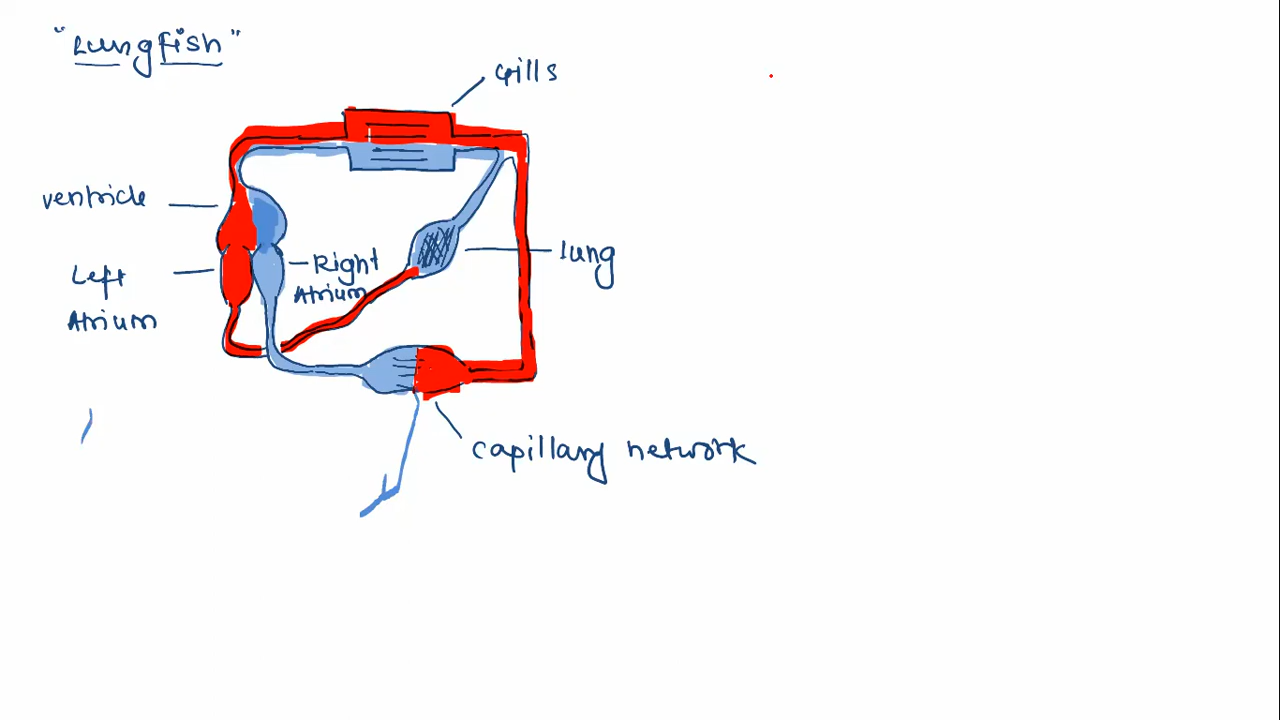 "Lungfish"
Gills
ventricle
Left
Atrium
Right
Atrium
lung
capillary network